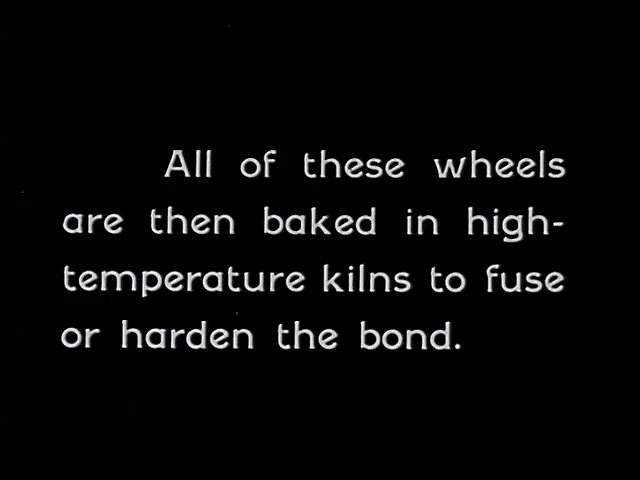 All of these wheels
are then baked in high-
temperature kilns to fuse
or harden the bond.